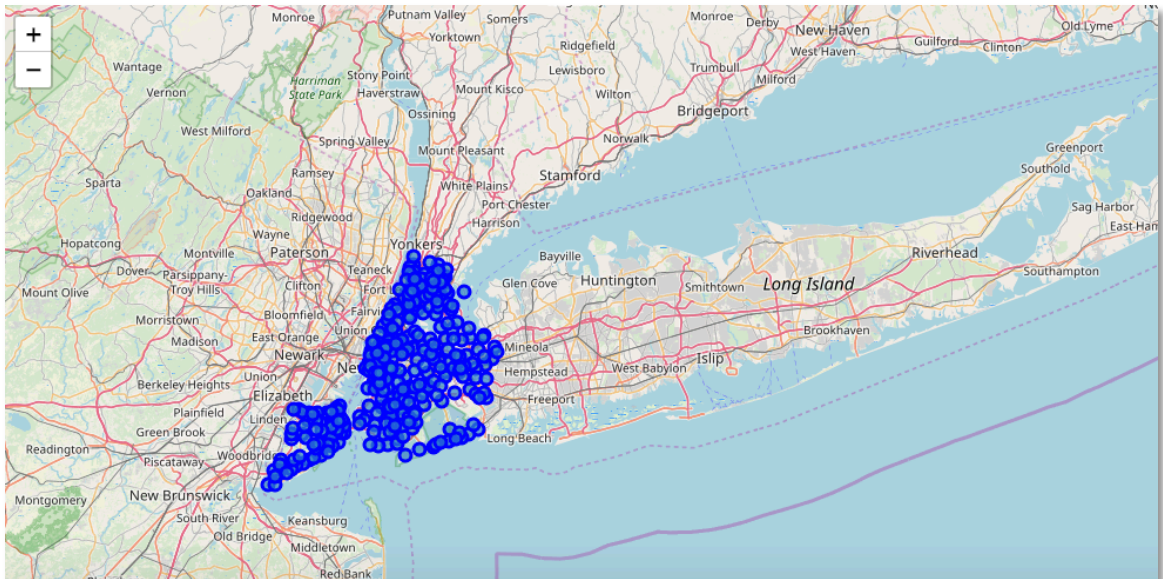 +
−
Monroe
Putnam Valley
Somers
Monroe
Derby
New Haven
Guilford
Clinton
Old Lyme
Yorktown
Ridgefield
West Haven
Wantage
Harriman
State Park
Stony Point
Haverstraw
Mount Kisco
Lewisboro
Wilton
Trumbull
Milford
Vernon
Ossining
Bridgeport
West Milford
Spring Valley
Mount Pleasant
Norwalk
Greenport
Sparta
Ramsey
Oakland
White Plains
Stamford
Southold
Ridgewood
Port Chester
Harrison
Sag Harbor
Hopatcong
Wayne
Montville
Paterson
Yonkers
Bayville
Riverhead
East Ham
Dover
Parsippany-
Troy Hills
Teaneck
Clifton
Fort L
Glen Cove
Huntington
Smithtown
Long Island
Southampton
Mount Olive
Morristown
Bloomfield
Fairvi
Madison
East Orange
Union
Brookhaven
Newark
Ne
Mineola
Islip
Berkeley Heights
Union
Hempstead
West Babylon
Elizabeth
Freeport
Plainfield
Linden
Green Brook
Long Beach
Readington
Piscataway
Woodbridg
Montgomery
New Brunswick
South River
Keansburg
Old Bridge
Middletown
Red Bank